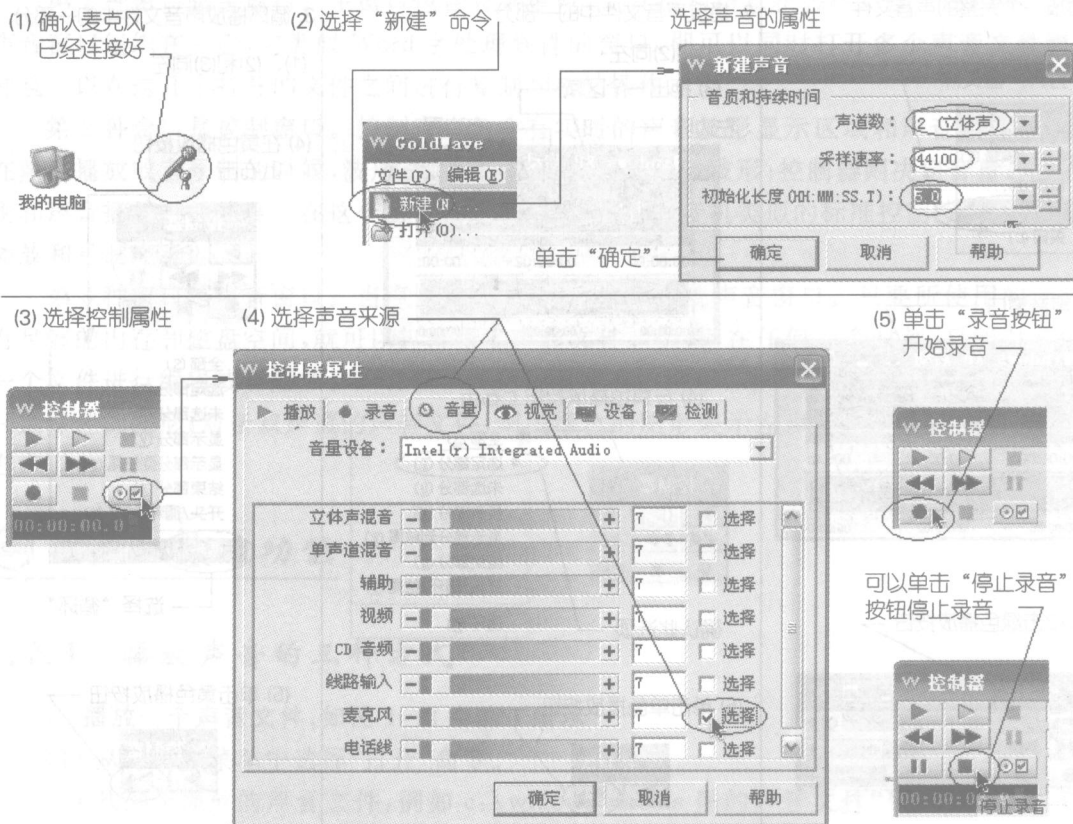 (1) 确认麦克风
已经连接好
我的电脑
(2) 选择“新建”命令
GoldWave
文件(F) 编辑(E)
新建(N...
打开(O)...
选择声音的属性
新建声音
音质和持续时间
声道数： 2 (立体声)
采样速率： 44100
初始化长度(HH:MM:SS.T)： 5.0
单击“确定”
确定 取消 帮助
(3) 选择控制属性
控制器
00:00:00.0
(4) 选择声音来源
控制器属性
播放 录音 音量 视觉 设备 检测
音量设备： Intel(r) Integrated Audio
立体声混音 7 选择
单声道混音 7 选择
辅助 7 选择
视频 7 选择
CD 音频 7 选择
线路输入 7 选择
麦克风 7 选择
电话线 7 选择
确定 取消 帮助
(5) 单击“录音按钮”
开始录音
控制器
可以单击“停止录音”
按钮停止录音
控制器
00:00:0
停止录音